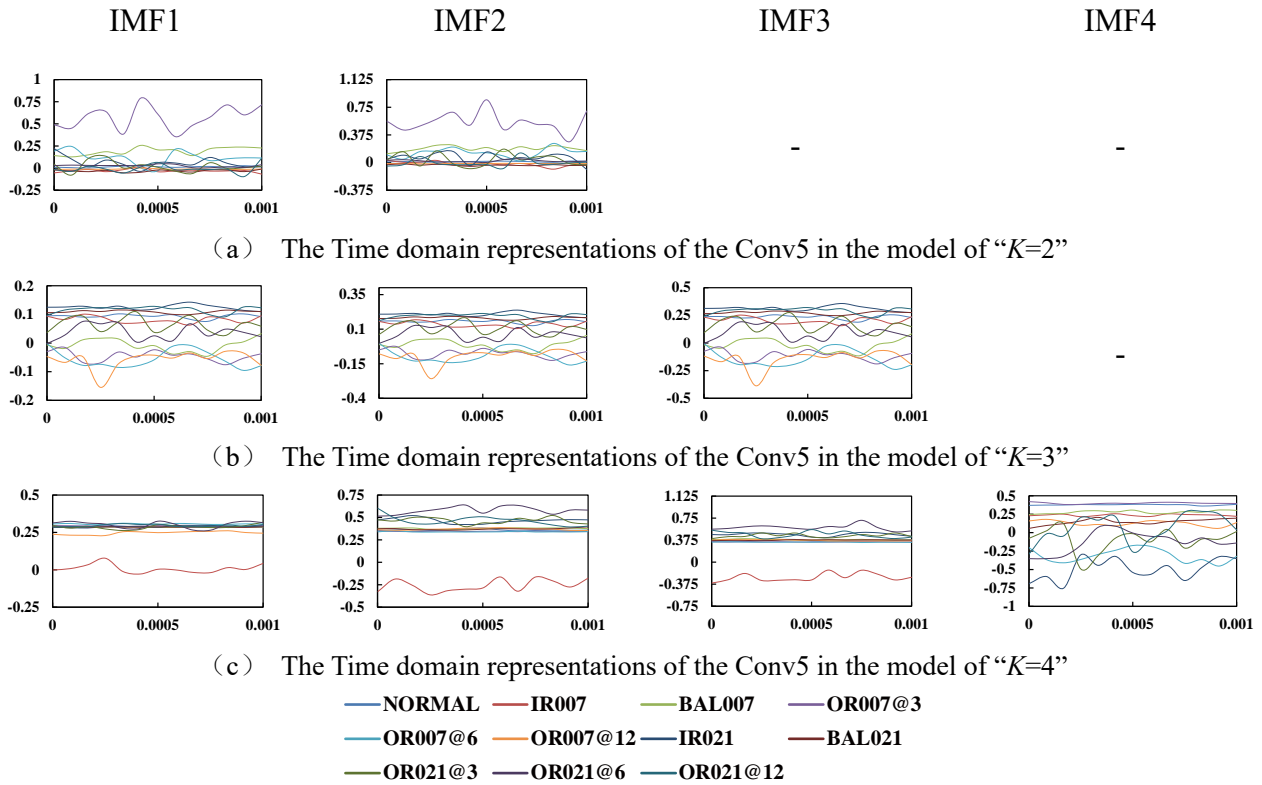 IMF1 IMF2 IMF3 IMF4
1 1.125
0.75 0.75
0.5 0.375 - -
0.25
0 0
-0.25 -0.375
0 0.0005 0.001 0 0.0005 0.001
（a） The Time domain representations of the Conv5 in the model of “K=2”
0.2 0.35 0.5
0.1 0.1 0.25
0 0 -
-0.1 -0.15 -0.25
-0.2 -0.4 -0.5
0 0.0005 0.001 0 0.0005 0.001 0 0.0005 0.001
（b） The Time domain representations of the Conv5 in the model of “K=3”
0.5 0.75 1.125 0.5
0.25 0.5 0.75 0.25
0 0.25 0.375 0
-0.25 0 0 -0.25
-0.25 -0.375 -0.5
-0.5 -0.75 -0.75
-1
0 0.0005 0.001 0 0.0005 0.001 0 0.0005 0.001 0 0.0005 0.001
（c） The Time domain representations of the Conv5 in the model of “K=4”
NORMAL IR007 BAL007 OR007@3
OR007@6 OR007@12 IR021 BAL021
OR021@3 OR021@6 OR021@12